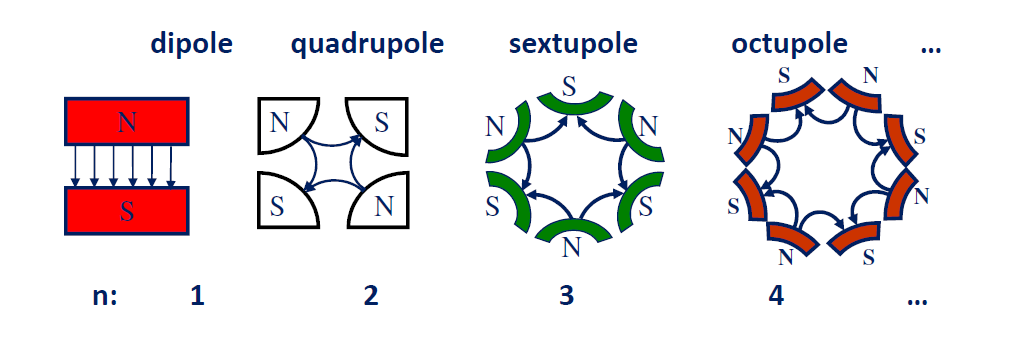 dipole quadrupole sextupole octupole ...
S
S N
N S N S N N
N S
S S N S S S N
N
N S
n: 1 2 3 4 ...